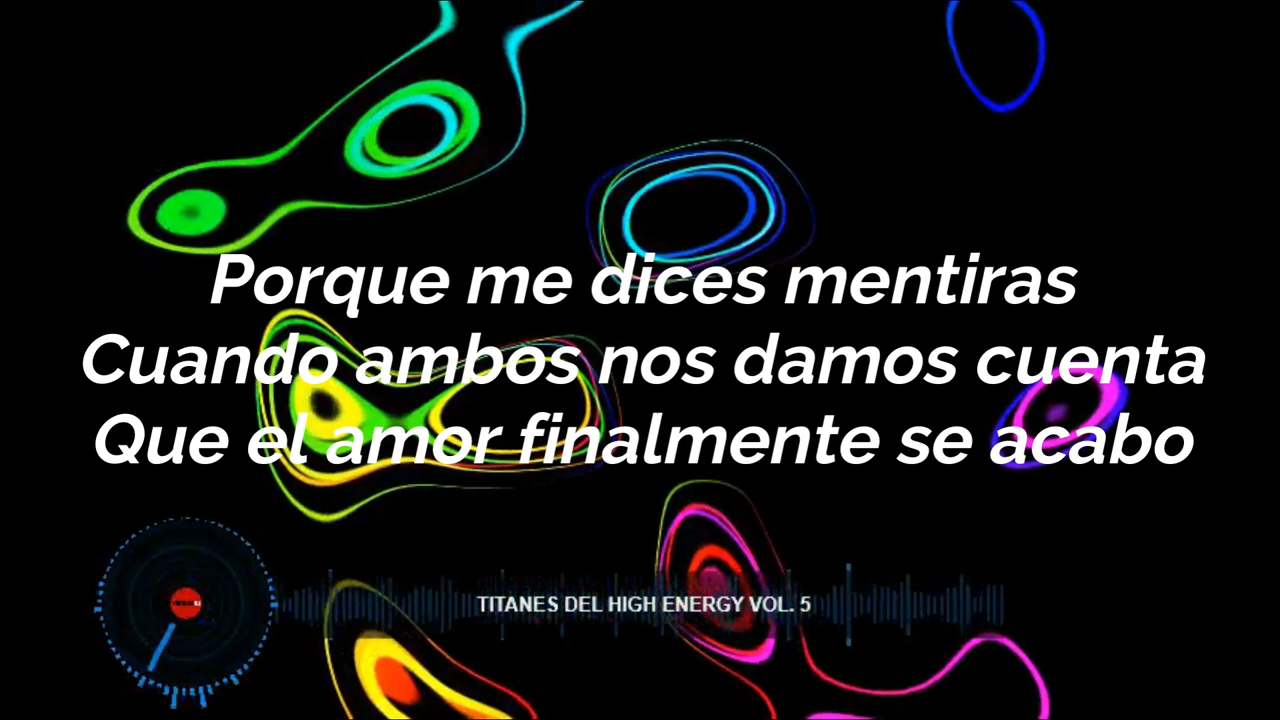 Porque me dices mentiras
Cuando ambos nos damos cuenta
Que el amor finalmente se acabo
TITANES DEL HIGH ENERGY VOL. 5